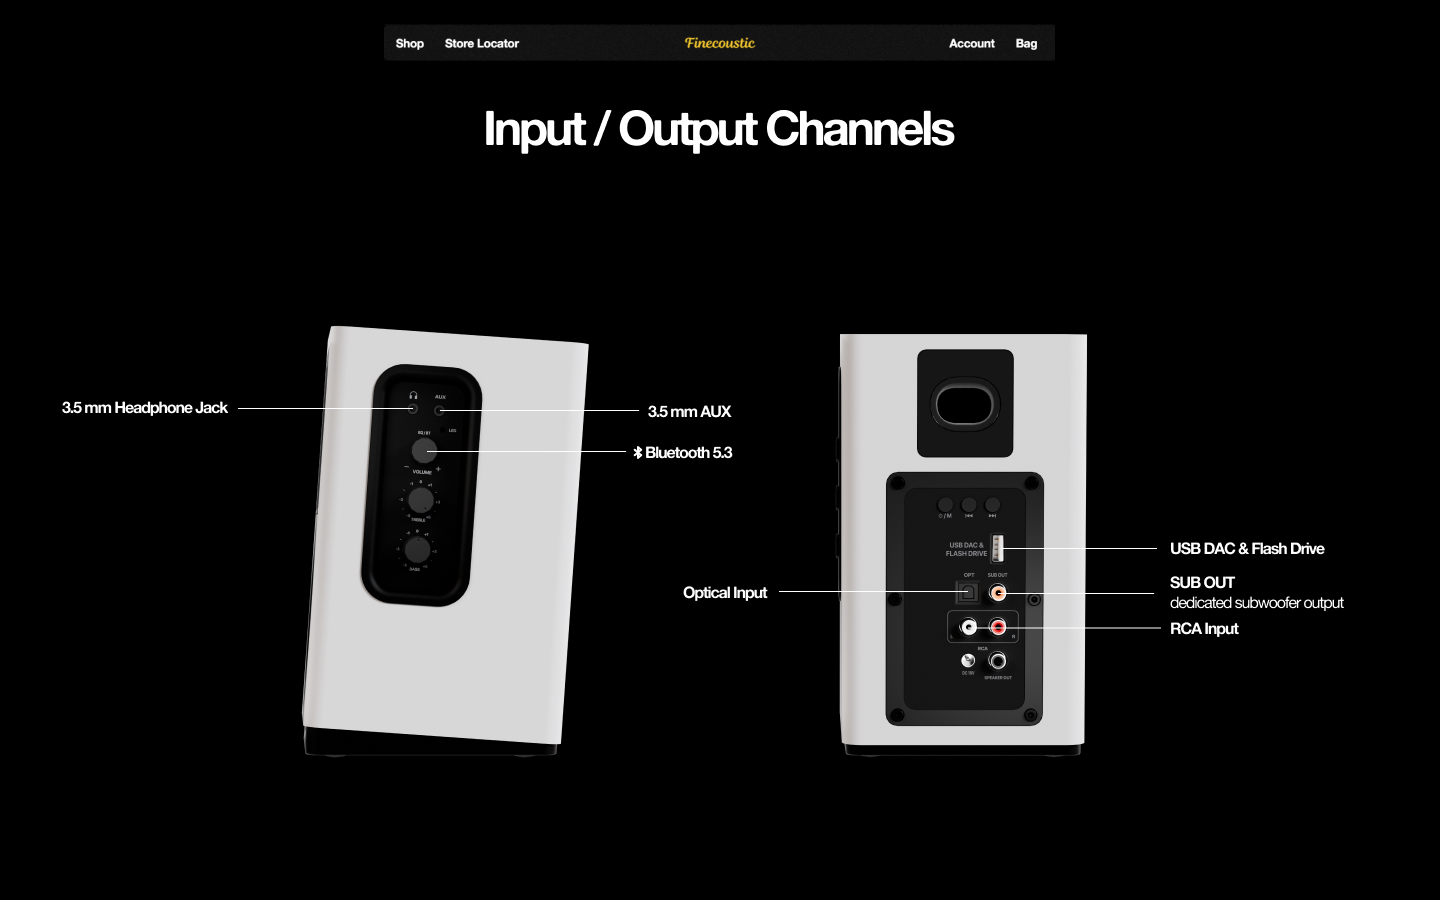 Shop
Store Locator
Finecoustic
Account
Bag
Input / Output Channels
3.5 mm Headphone Jack
3.5 mm AUX
Bluetooth 5.3
AUX
VOLUME
TREBLE
BASS
Optical Input
USB DAC &
FLASH DRIVE
OPT
SUB OUT
L
R
RCA
DC 19V
SPEAKER OUT
USB DAC & Flash Drive
SUB OUT
dedicated subwoofer output
RCA Input